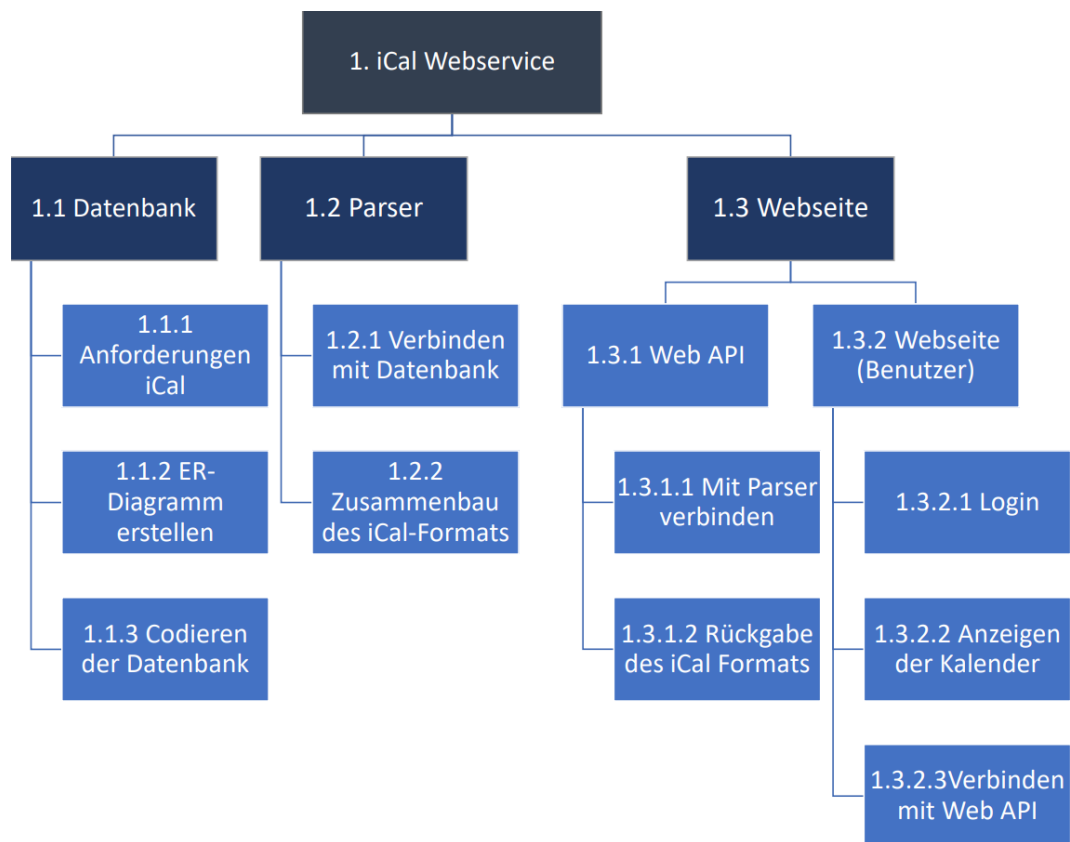 1. iCal Webservice
1.1 Datenbank
1.2 Parser
1.3 Webseite
1.1.1
Anforderungen
iCal
1.2.1 Verbinden
mit Datenbank
1.3.1 Web API
1.3.2 Webseite
(Benutzer)
1.1.2 ER-
Diagramm
erstellen
1.2.2
Zusammenbau
des iCal-Formats
1.3.1.1 Mit Parser
verbinden
1.3.2.1 Login
1.1.3 Codieren
der Datenbank
1.3.1.2 Rückgabe
des iCal Formats
1.3.2.2 Anzeigen
der Kalender
1.3.2.3Verbinden
mit Web API